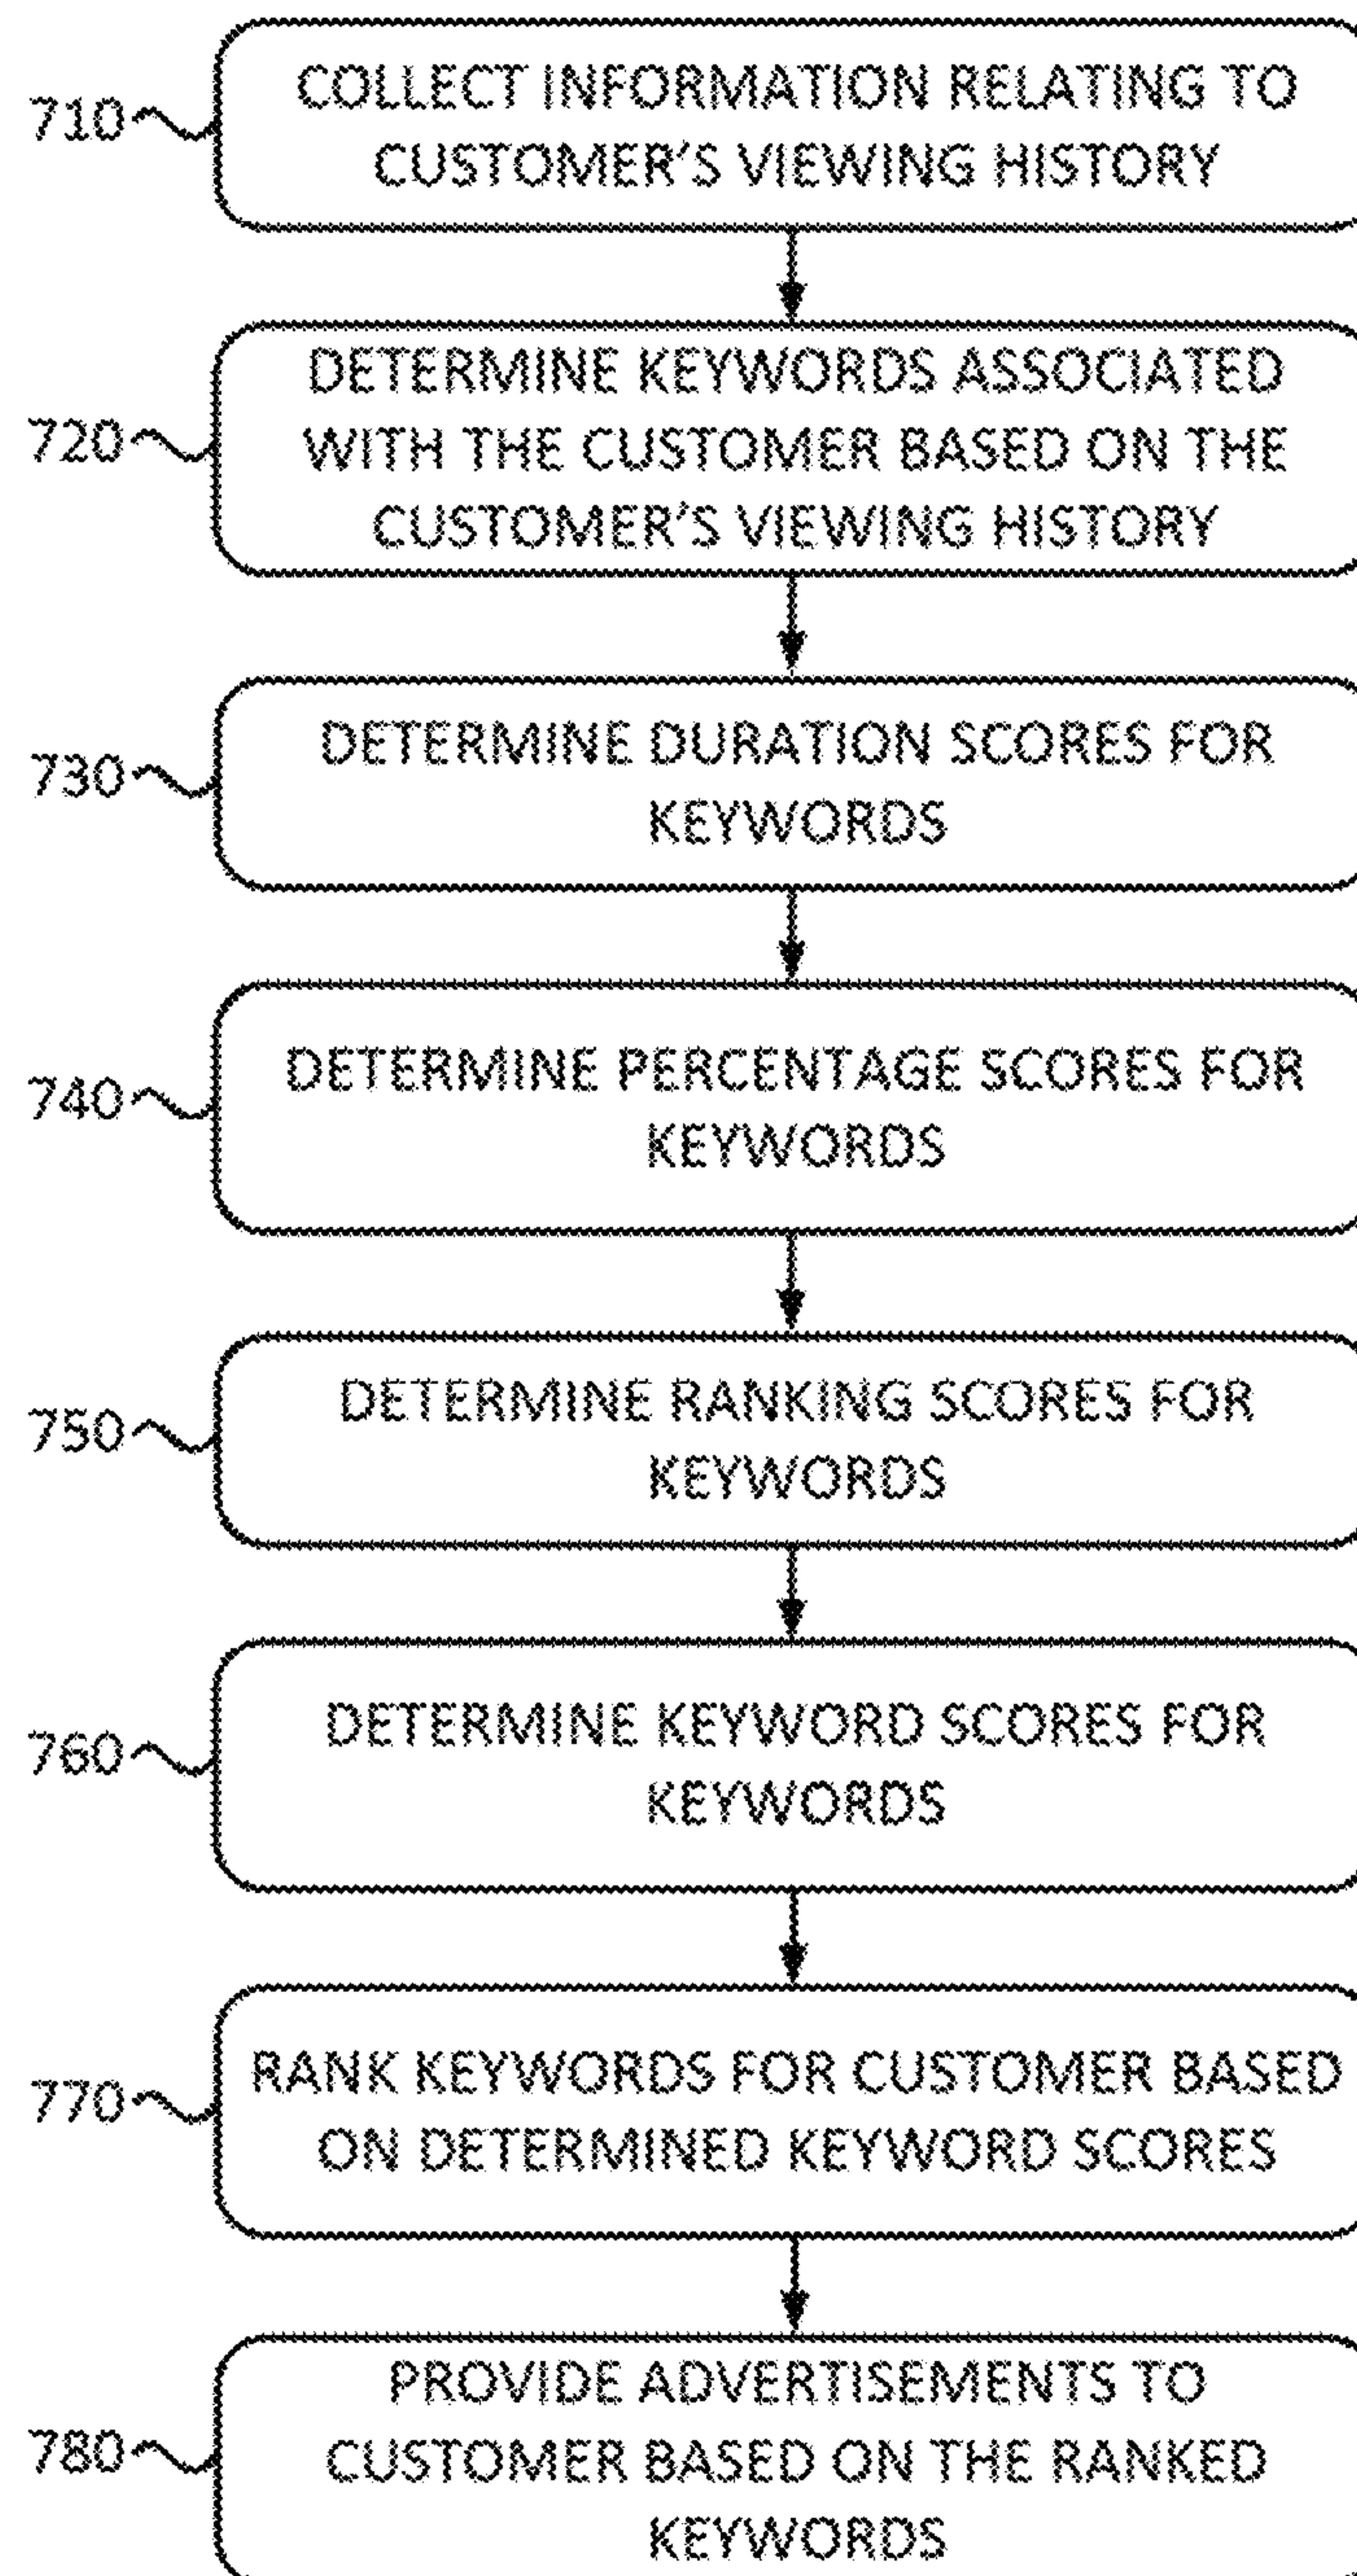 710
COLLECT INFORMATION RELATING TO
CUSTOMER'S VIEWING HISTORY
720
DETERMINE KEYWORDS ASSOCIATED
WITH THE CUSTOMER BASED ON THE
CUSTOMER'S VIEWING HISTORY
730
DETERMINE DURATION SCORES FOR
KEYWORDS
740
DETERMINE PERCENTAGE SCORES FOR
KEYWORDS
750
DETERMINE RANKING SCORES FOR
KEYWORDS
760
DETERMINE KEYWORD SCORES FOR
KEYWORDS
770
RANK KEYWORDS FOR CUSTOMER BASED
ON DETERMINED KEYWORD SCORES
780
PROVIDE ADVERTISEMENTS TO
CUSTOMER BASED ON THE RANKED
KEYWORDS